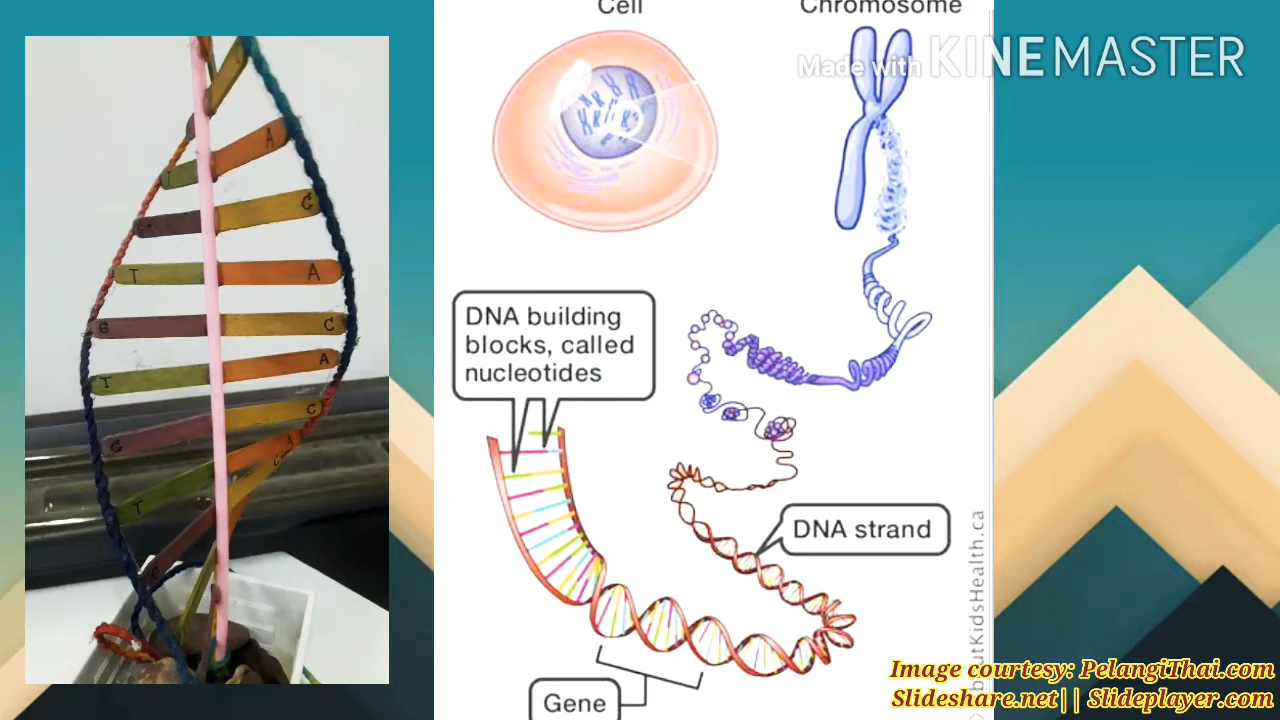 Cell
Chromosome
Made with KINEMASTER
A
C
T
A
G
C
T
A
G
C
A
T
DNA building
blocks, called
nucleotides
DNA strand
Gene
utKidsHealth.ca
Image courtesy: PelangiThai.com
Slideshare.net|| Slideplayer.com